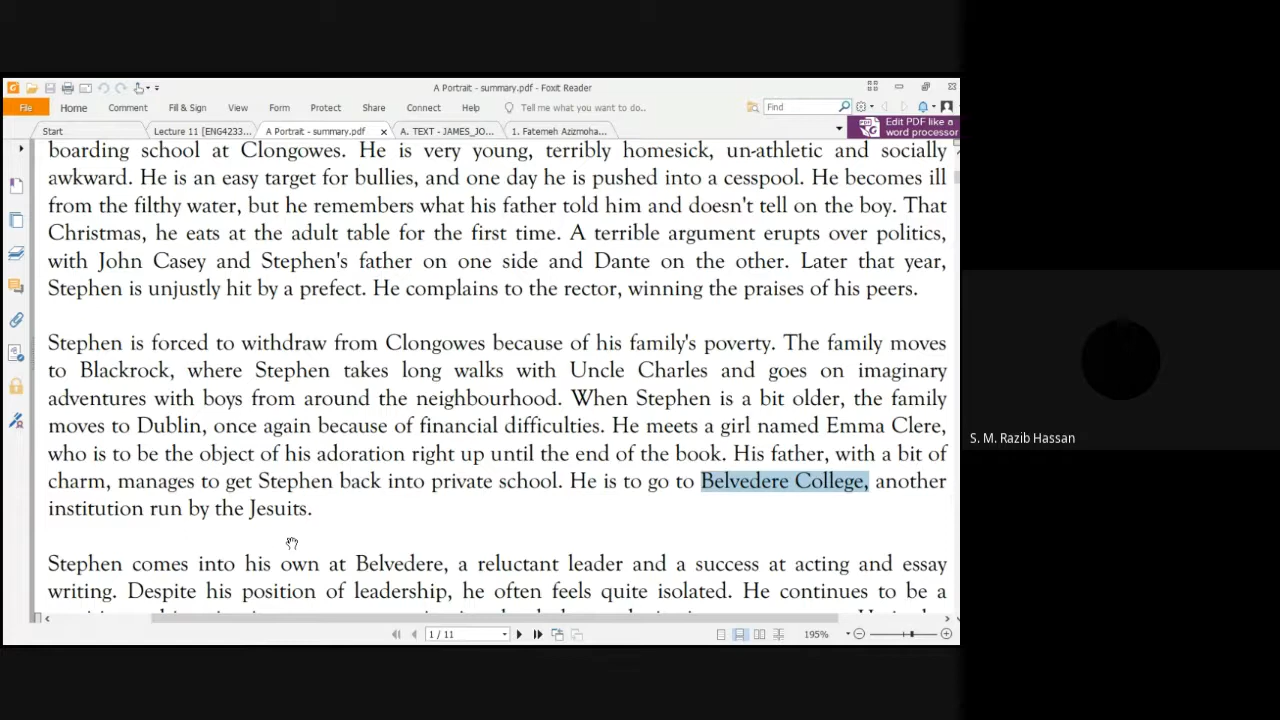 A Portrait - summary.pdf - Foxit Reader
File Home Comment Fill & Sign View Form Protect Share Connect Help Tell me what you want to do.. Find
Edit PDF like a
word processor
Start Lecture 11 [ENG4233... A Portrait - summary.pdf A. TEXT - JAMES_JO... 1. Fatemeh Azizmoha...
boarding school at Clongowes. He is very young, terribly homesick, un-athletic and socially
awkward. He is an easy target for bullies, and one day he is pushed into a cesspool. He becomes ill
from the filthy water, but he remembers what his father told him and doesn't tell on the boy. That
Christmas, he eats at the adult table for the first time. A terrible argument erupts over politics,
with John Casey and Stephen's father on one side and Dante on the other. Later that year,
Stephen is unjustly hit by a prefect. He complains to the rector, winning the praises of his peers.
Stephen is forced to withdraw from Clongowes because of his family's poverty. The family moves
to Blackrock, where Stephen takes long walks with Uncle Charles and goes on imaginary
adventures with boys from around the neighbourhood. When Stephen is a bit older, the family
moves to Dublin, once again because of financial difficulties. He meets a girl named Emma Clere,
who is to be the object of his adoration right up until the end of the book. His father, with a bit of
charm, manages to get Stephen back into private school. He is to go to Belvedere College, another
institution run by the Jesuits.
Stephen comes into his own at Belvedere, a reluctant leader and a success at acting and essay
writing. Despite his position of leadership, he often feels quite isolated. He continues to be a
1 / 11
195%
S. M. Razib Hassan